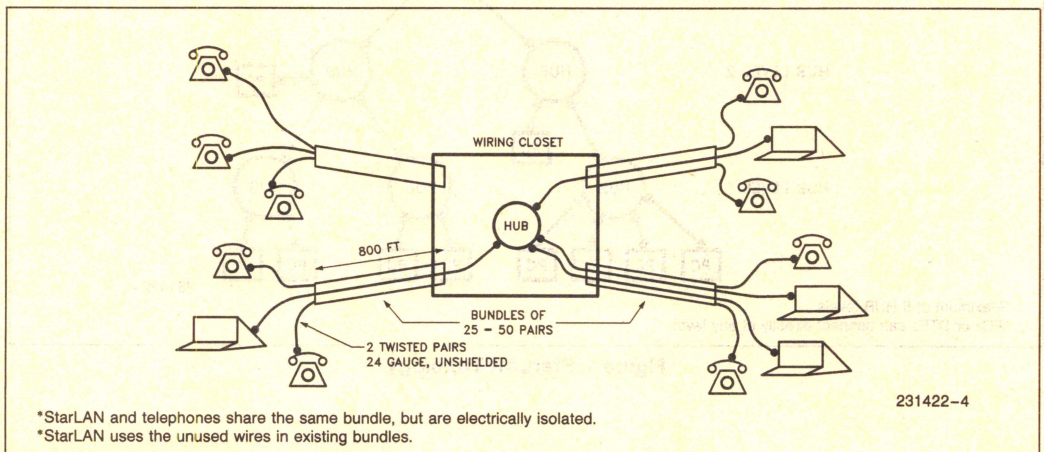 WIRING CLOSET
HUB
800 FT
BUNDLES OF
25 - 50 PAIRS
2 TWISTED PAIRS
24 GAUGE, UNSHIELDED
231422-4
*StarLAN and telephones share the same bundle, but are electrically isolated.
*StarLAN uses the unused wires in existing bundles.